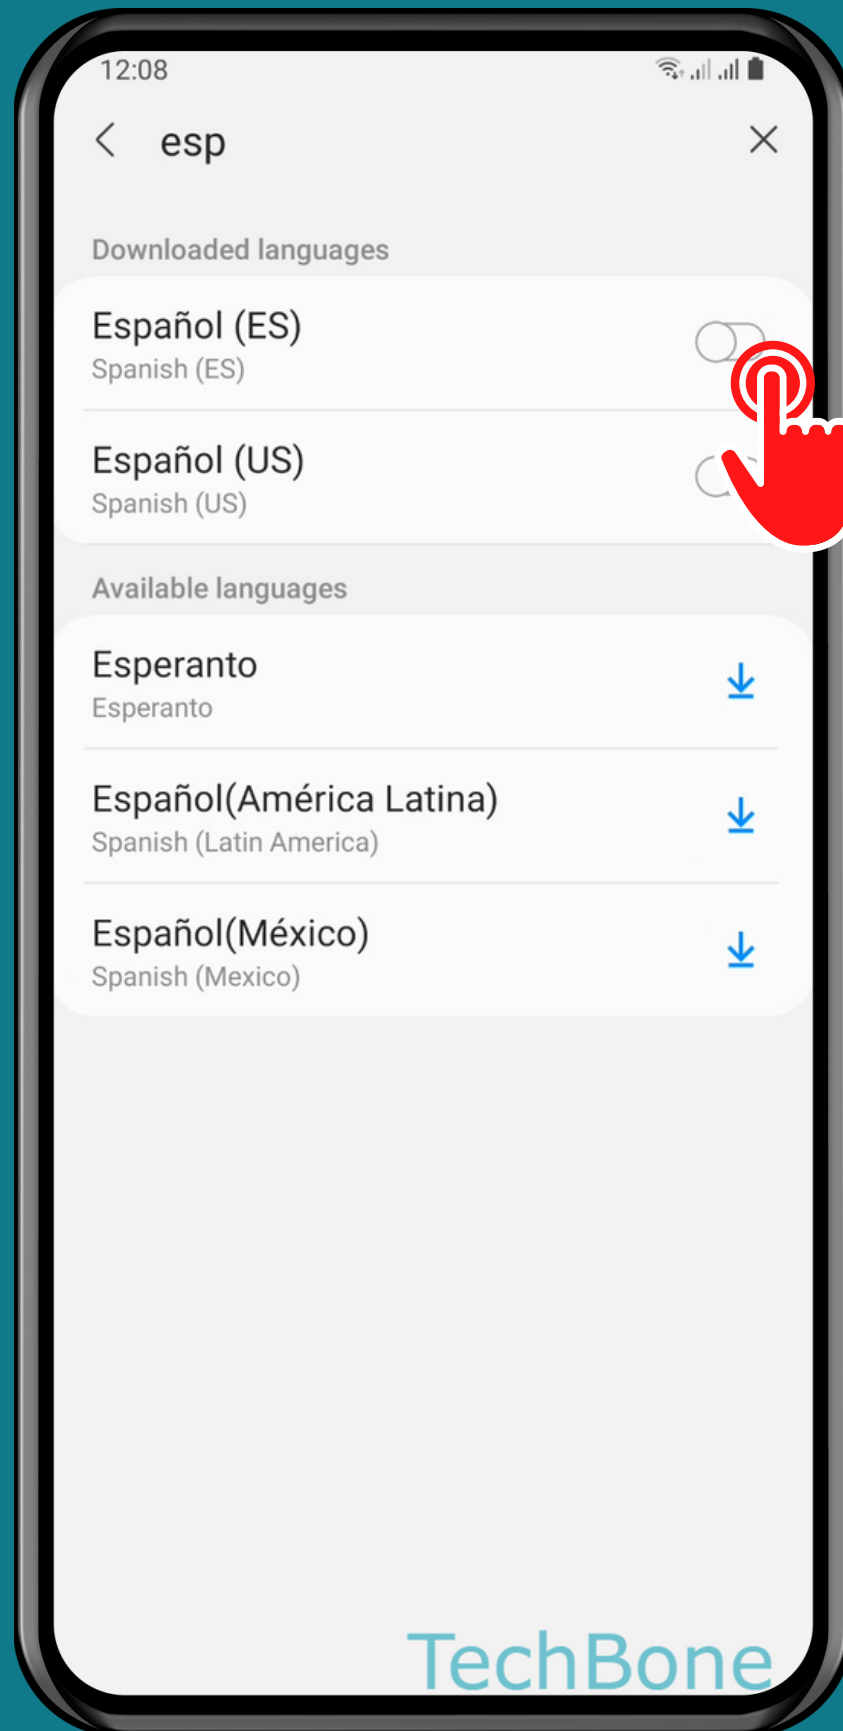 12:08
esp
Downloaded languages
Español (ES)
Spanish (ES)
Español (US)
Spanish (US)
Available languages
Esperanto
Esperanto
Español(América Latina)
Spanish (Latin America)
Español(México)
Spanish (Mexico)
TechBone